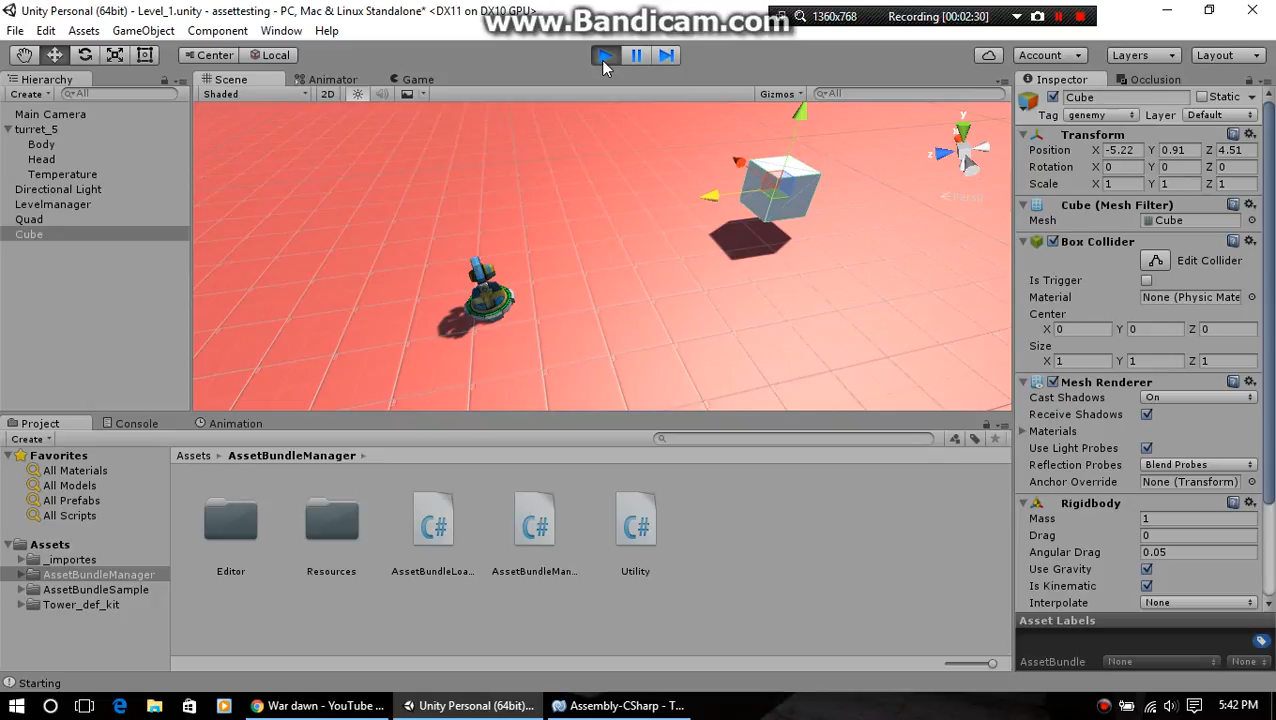 Unity Personal (64bit) - Level_1.unity - assettesting - PC, Mac & Linux Standalone* <DX11 on DX10 GPU>
www.Bandicam.com
1360x768
Recording [00:02:30]
File Edit Assets GameObject Component Window Help
Center Local
Account Layers Layout
Hierarchy
Create All
Main Camera
turret_5
Body
Head
Temperature
Directional Light
Levelmanager
Quad
Cube
Scene Animator Game
Shaded 2D Gizmos All
y
z
Persp
Inspector Occlusion
Cube Static
Tag genemy Layer Default
Transform
Position X -5.22 Y 0.91 Z 4.51
Rotation X 0 Y 0 Z 0
Scale X 1 Y 1 Z 1
Cube (Mesh Filter)
Mesh Cube
Box Collider
Edit Collider
Is Trigger
Material None (Physic Mate
Center
X 0 Y 0 Z 0
Size
X 1 Y 1 Z 1
Mesh Renderer
Cast Shadows On
Receive Shadows
Materials
Use Light Probes
Reflection Probes Blend Probes
Anchor Override None (Transform)
Rigidbody
Mass 1
Drag 0
Angular Drag 0.05
Use Gravity
Is Kinematic
Interpolate None
Asset Labels
AssetBundle None None
Project Console Animation
Create
Favorites
All Materials
All Models
All Prefabs
All Scripts
Assets
_importes
AssetBundleManager
AssetBundleSample
Tower_def_kit
Assets AssetBundleManager
C# C# C#
Editor Resources AssetBundleLoa... AssetBundleMan... Utility
Starting
War dawn - YouTube ... Unity Personal (64bit)... Assembly-CSharp - T... 5:42 PM